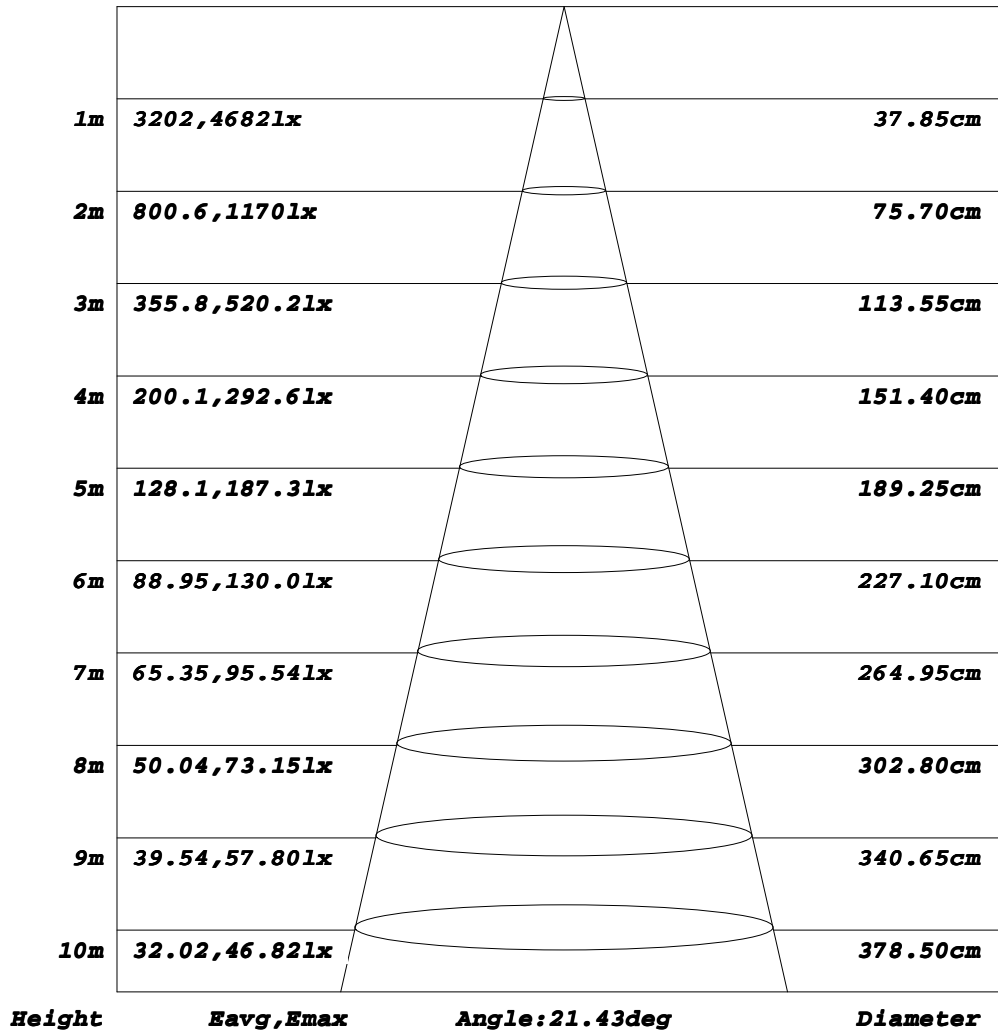 1m 3202,4682lx 37.85cm
2m 800.6,1170lx 75.70cm
3m 355.8,520.2lx 113.55cm
4m 200.1,292.6lx 151.40cm
5m 128.1,187.3lx 189.25cm
6m 88.95,130.0lx 227.10cm
7m 65.35,95.54lx 264.95cm
8m 50.04,73.15lx 302.80cm
9m 39.54,57.80lx 340.65cm
10m 32.02,46.82lx 378.50cm
Height Eavg,Emax Angle:21.43deg Diameter